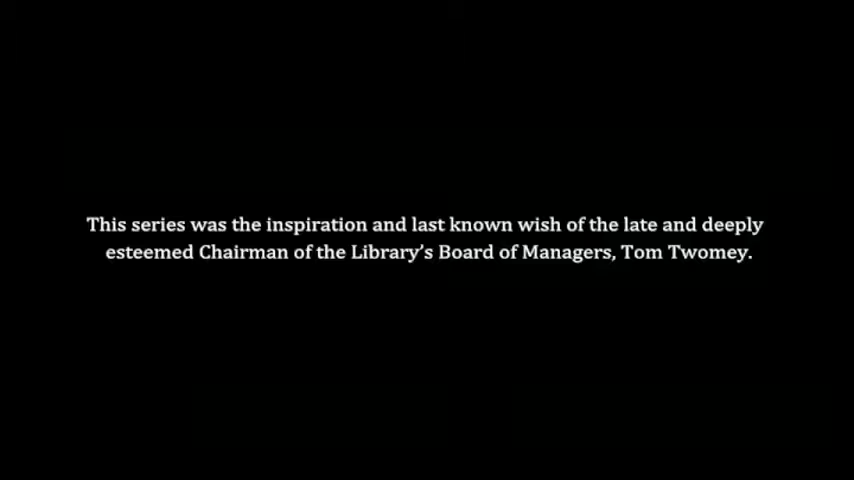 This series was the inspiration and last known wish of the late and deeply
esteemed Chairman of the Library’s Board of Managers, Tom Twomey.